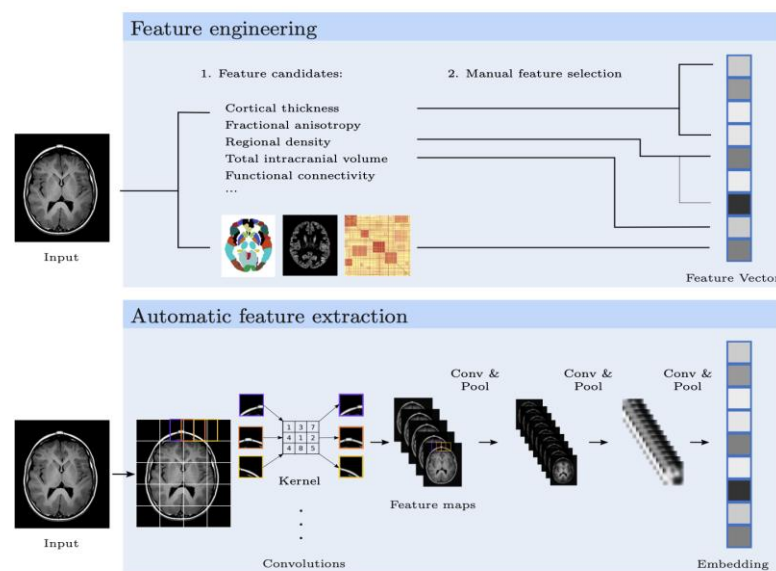 Feature engineering
1. Feature candidates:
2. Manual feature selection
Cortical thickness
Fractional anisotropy
Regional density
Total intracranial volume
Functional connectivity
...
Input
Feature Vector
Automatic feature extraction
Conv & Pool
Conv & Pool
Conv & Pool
1 3 7
4 1 2
4 8 5
Kernel
Feature maps
Input
Convolutions
Embedding